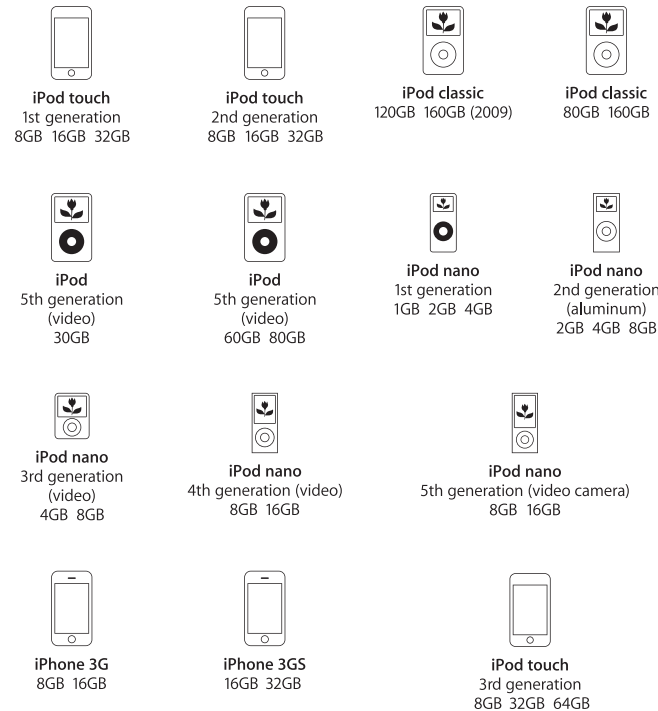 iPod touch
1st generation
8GB 16GB 32GB
iPod touch
2nd generation
8GB 16GB 32GB
iPod classic
120GB 160GB (2009)
iPod classic
80GB 160GB
iPod
5th generation
(video)
30GB
iPod
5th generation
(video)
60GB 80GB
iPod nano
1st generation
1GB 2GB 4GB
iPod nano
2nd generation
(aluminum)
2GB 4GB 8GB
iPod nano
3rd generation
(video)
4GB 8GB
iPod nano
4th generation (video)
8GB 16GB
iPod nano
5th generation (video camera)
8GB 16GB
iPhone 3G
8GB 16GB
iPhone 3GS
16GB 32GB
iPod touch
3rd generation
8GB 32GB 64GB